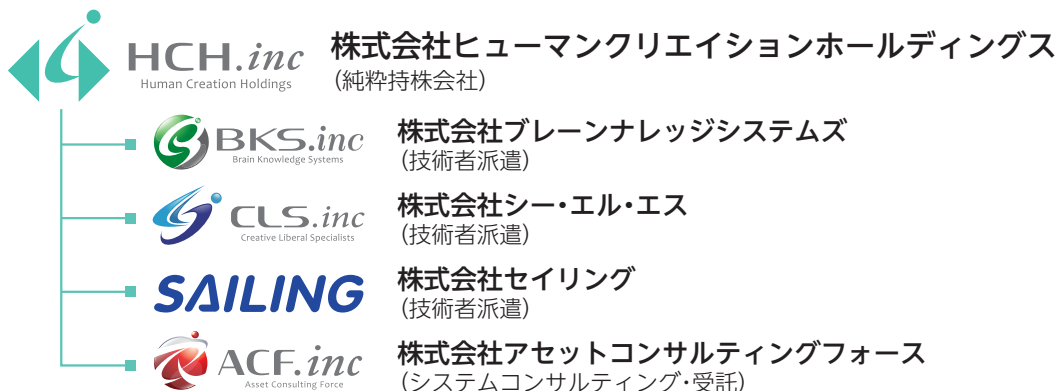 HCH.inc
Human Creation Holdings
株式会社ヒューマンクリエイションホールディングス
(純粋持株会社)
BKS.inc
Brain Knowledge Systems
株式会社ブレーンナレッジシステムズ
(技術者派遣)
CLS.inc
Creative Liberal Specialists
株式会社シー・エル・エス
(技術者派遣)
SAILING
株式会社セイリング
(技術者派遣)
ACF.inc
Asset Consulting Force
株式会社アセットコンサルティングフォース
(システムコンサルティング・受託)